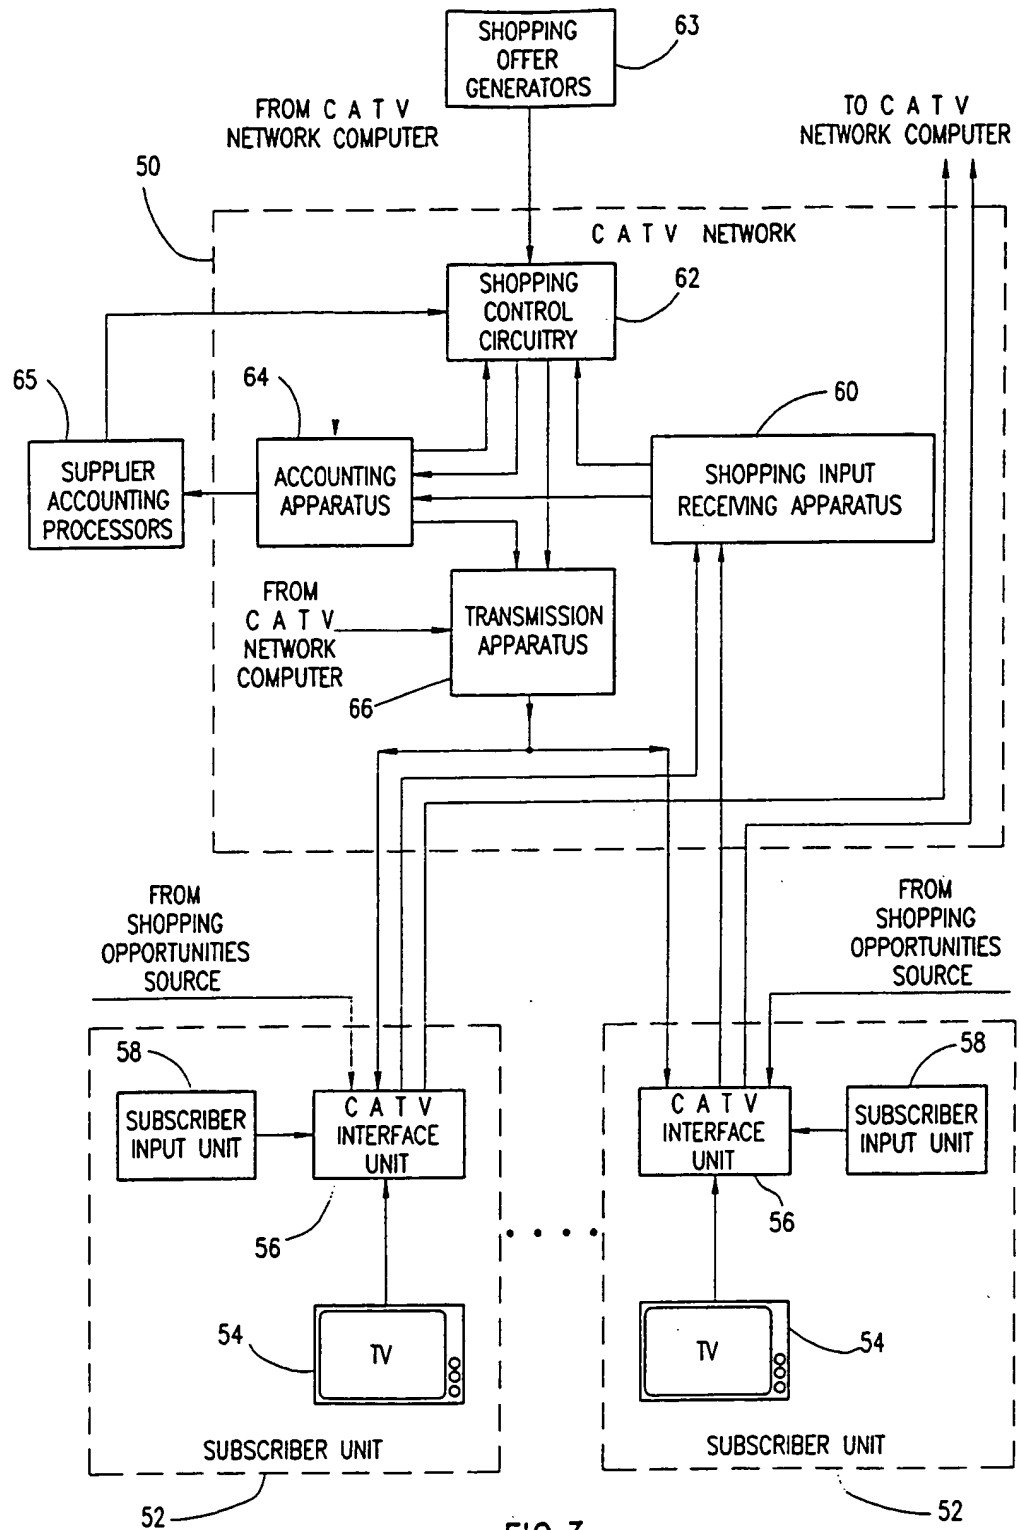 SHOPPING
OFFER
GENERATORS
63
FROM C A T V
NETWORK COMPUTER
TO C A T V
NETWORK COMPUTER
50
C A T V NETWORK
SHOPPING
CONTROL
CIRCUITRY
62
65
64
60
SUPPLIER
ACCOUNTING
PROCESSORS
ACCOUNTING
APPARATUS
SHOPPING INPUT
RECEIVING APPARATUS
FROM
C A T V
NETWORK
COMPUTER
TRANSMISSION
APPARATUS
66
FROM
SHOPPING
OPPORTUNITIES
SOURCE
FROM
SHOPPING
OPPORTUNITIES
SOURCE
58
SUBSCRIBER
INPUT UNIT
C A T V
INTERFACE
UNIT
56
C A T V
INTERFACE
UNIT
56
58
SUBSCRIBER
INPUT UNIT
54
TV
TV
54
SUBSCRIBER UNIT
SUBSCRIBER UNIT
52
52